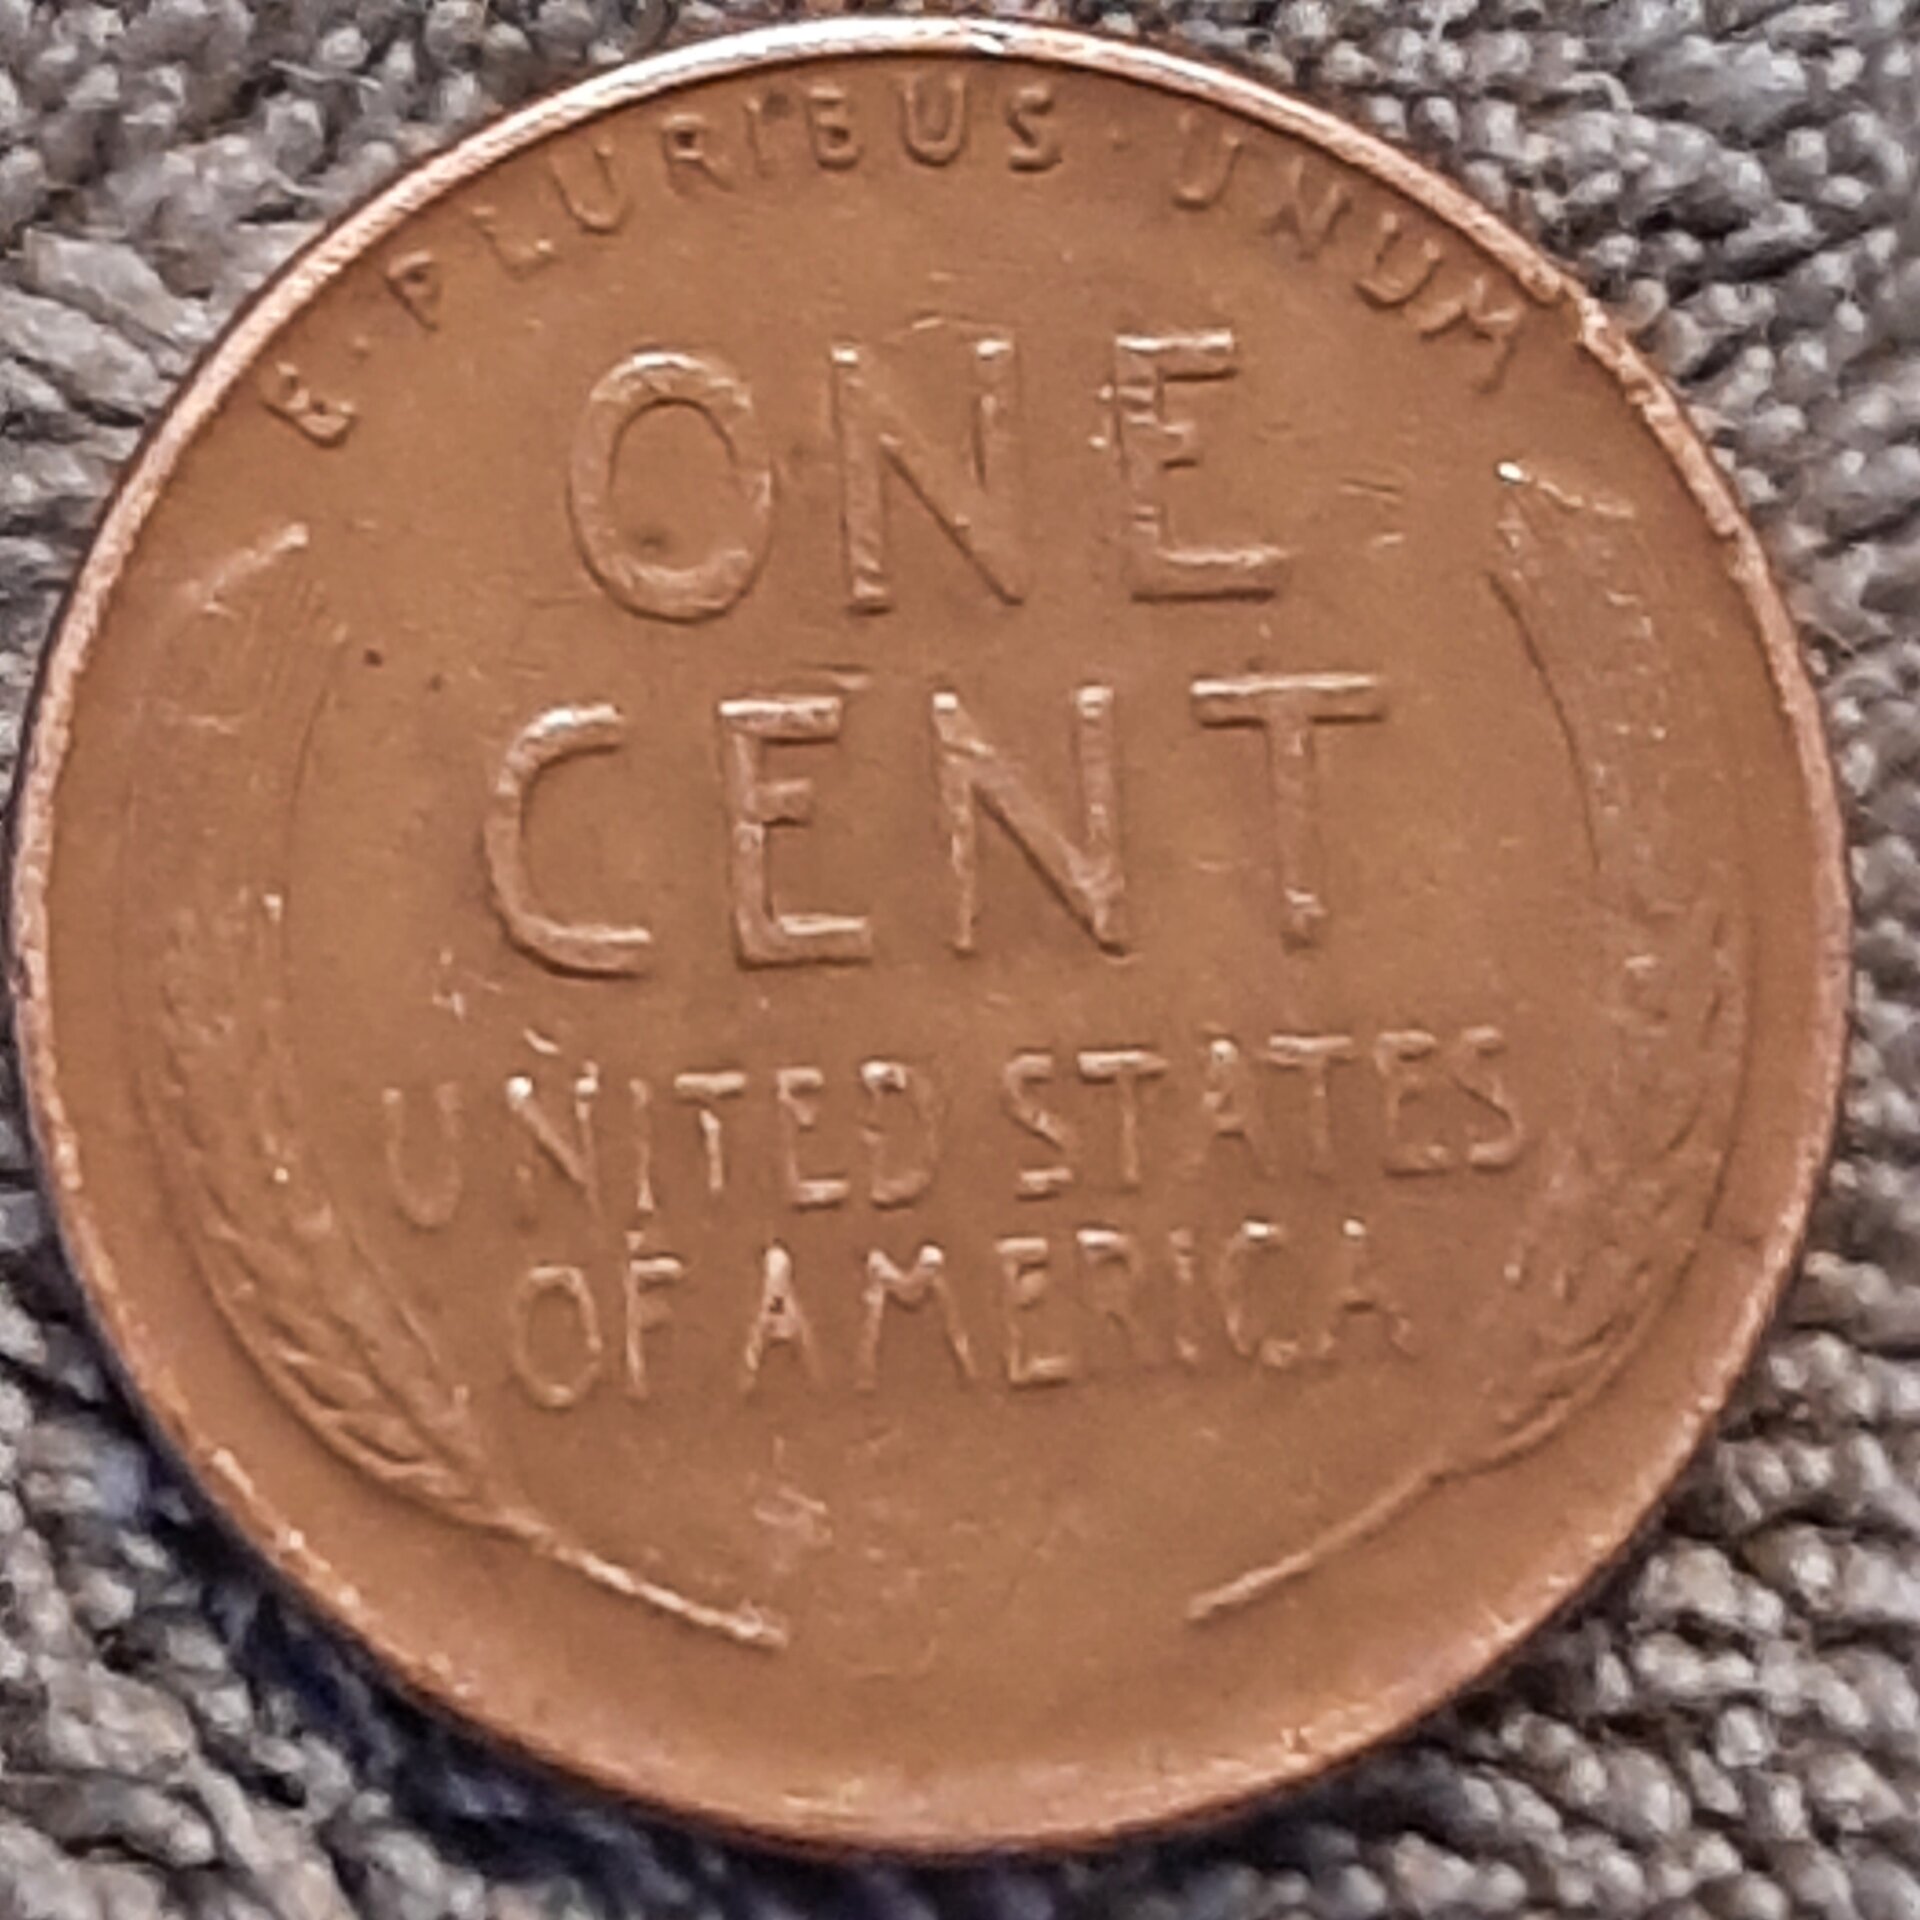 E·PLURIBUS·UNUM
ONE
CENT
UNITED STATES
OF AMERICA